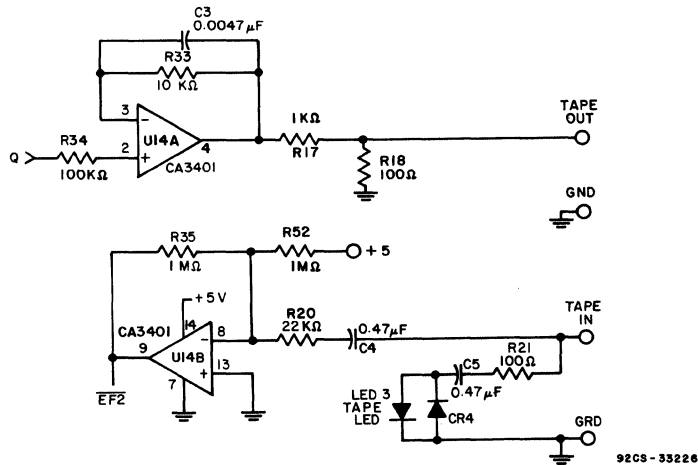 C3
0.0047μF
R33
10 KΩ
3
-
U14A
4
CA3401
2
+
Q
R34
100KΩ
1KΩ
R17
R18
100Ω
TAPE
OUT
GND
R35
1MΩ
R52
1MΩ
+5
+5V
CA3401
14
9
8
-
U14B
13
+
7
EF2
R20
22KΩ
0.47μF
C4
TAPE
IN
R21
100Ω
C5
0.47μF
LED 3
TAPE
LED
CR4
GRD
92CS-33226